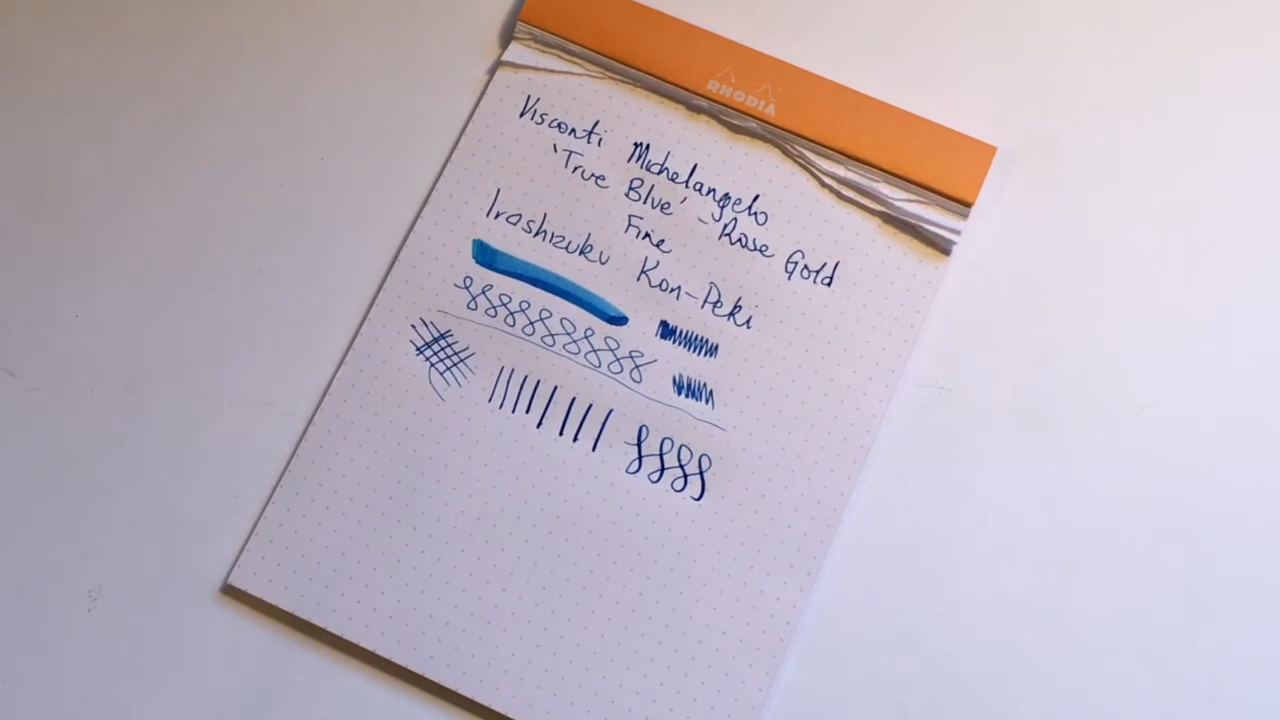 RHODIA
Visconti Michelangelo
'True Blue' - Rose Gold
Fine
Iroshizuku Kon-Peki